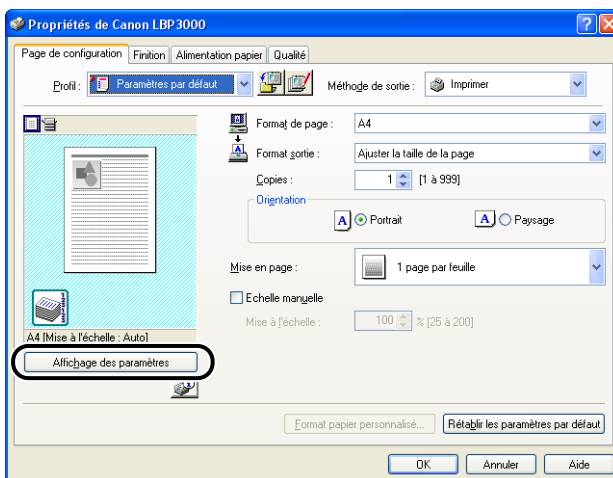 Propriétés de Canon LBP3000
Page de configuration Finition Alimentation papier Qualité
Profil : Paramètres par défaut Méthode de sortie : Imprimer
Format de page : A4
Format sortie : Ajuster la taille de la page
Copies : 1 [1 à 999]
Orientation
A Portrait A Paysage
Mise en page : 1 page par feuille
Echelle manuelle
Mise à l'échelle : 100 % [25 à 200]
A4 [Mise à l'échelle : Auto]
Affichage des paramètres
Format papier personnalisé... Rétablir les paramètres par défaut
OK Annuler Aide